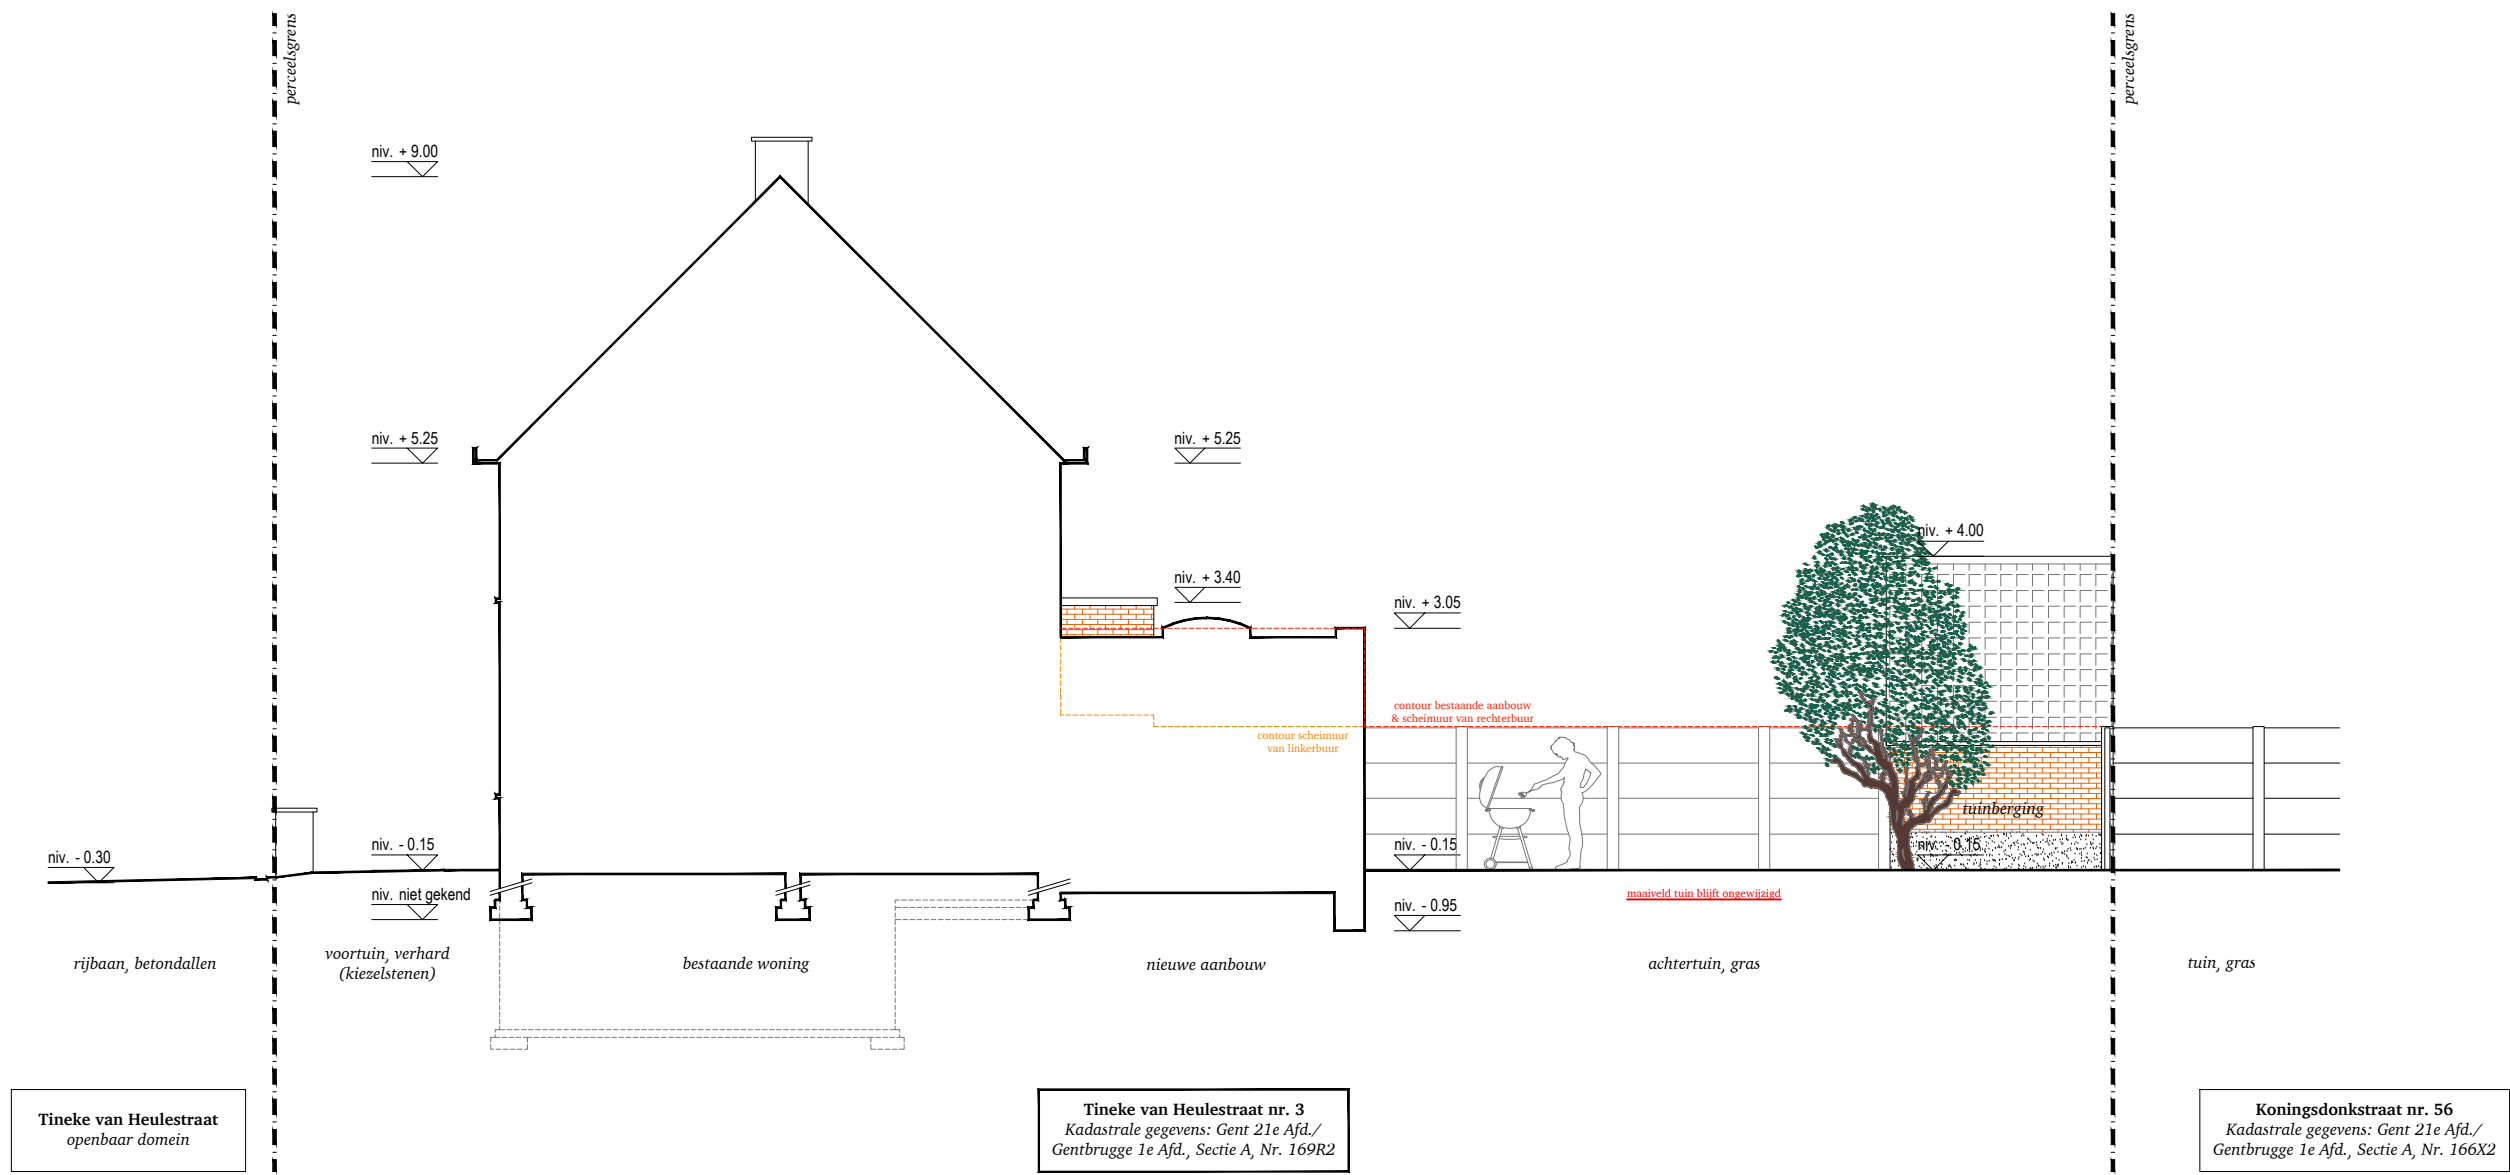 perceelsgrens
perceelsgrens
niv. + 9.00
niv. + 5.25
niv. + 5.25
niv. + 4.00
niv. + 3.40
niv. + 3.05
contour bestaande aanbouw
& scheimuur van rechterbuur
contour scheimuur
van linkerbuur
tuinberging
niv. - 0.30
niv. - 0.15
niv. - 0.15
niv. - 0.15
niv. niet gekend
maaiveld tuin blijft ongewijzigd
niv. - 0.95
rijbaan, betondallen
voortuin, verhard
(kiezelstenen)
bestaande woning
nieuwe aanbouw
achtertuin, gras
tuin, gras
Tineke van Heulestraat
openbaar domein
Tineke van Heulestraat nr. 3
Kadastrale gegevens: Gent 21e Afd./
Gentbrugge 1e Afd., Sectie A, Nr. 169R2
Koningsdonkstraat nr. 56
Kadastrale gegevens: Gent 21e Afd./
Gentbrugge 1e Afd., Sectie A, Nr. 166X2